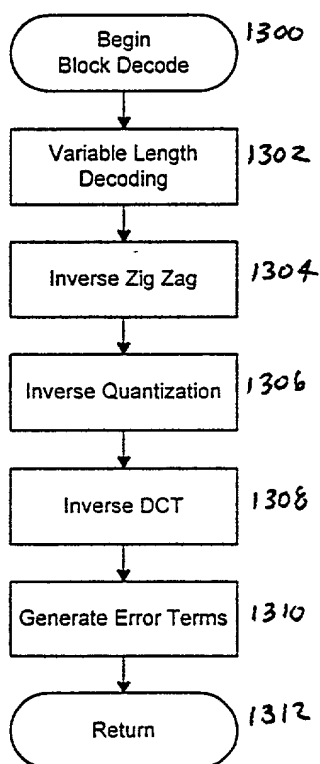 Begin
Block Decode
1300
Variable Length
Decoding
1302
Inverse Zig Zag
1304
Inverse Quantization
1306
Inverse DCT
1308
Generate Error Terms
1310
Return
1312